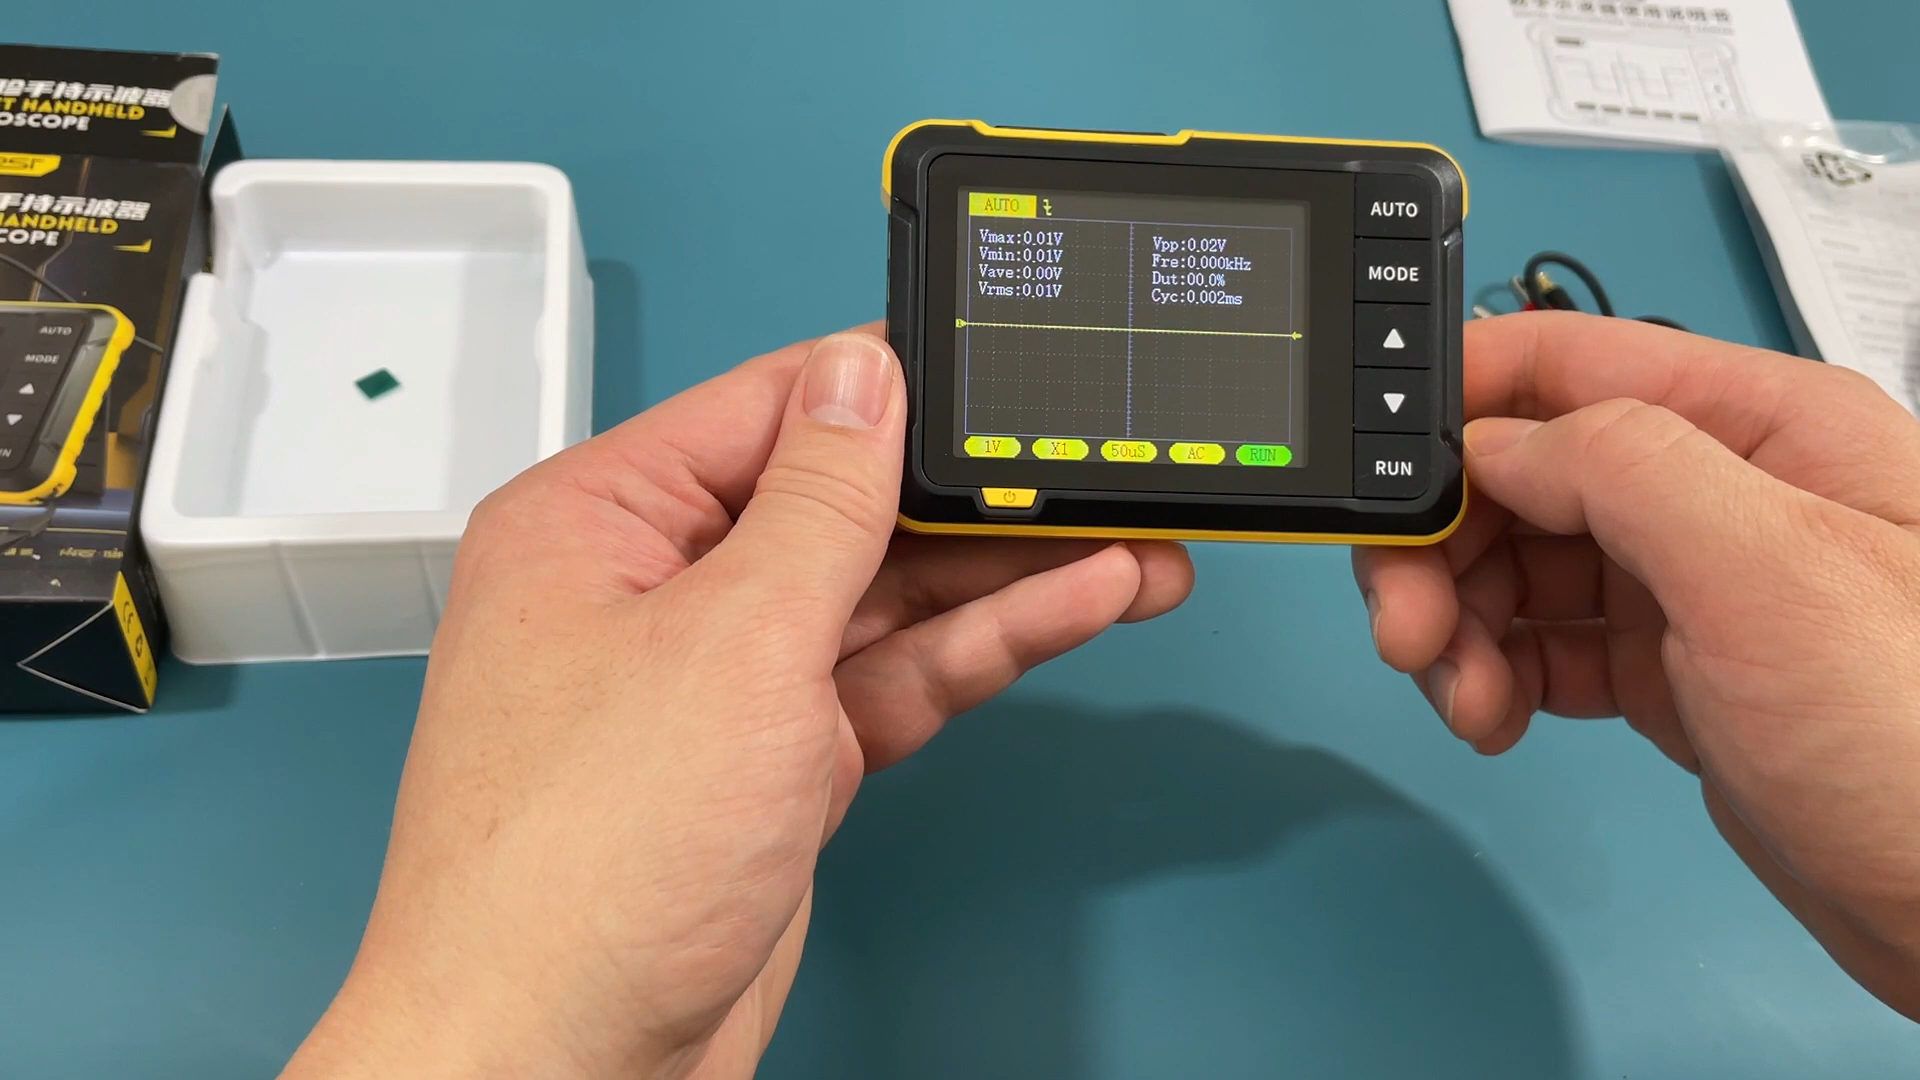 手持示波器
HANDHELD
OSCOPE
手持示波器
HANDHELD
COPE
AUTO
MODE
AUTO
Vmax:0.01V
Vmin:0.01V
Vave:0.00V
Vrms:0.01V
Vpp:0.02V
Fre:0.000kHz
Dut:00.0%
Cyc:0.002ms
1V
X1
50uS
AC
RUN
AUTO
MODE
RUN